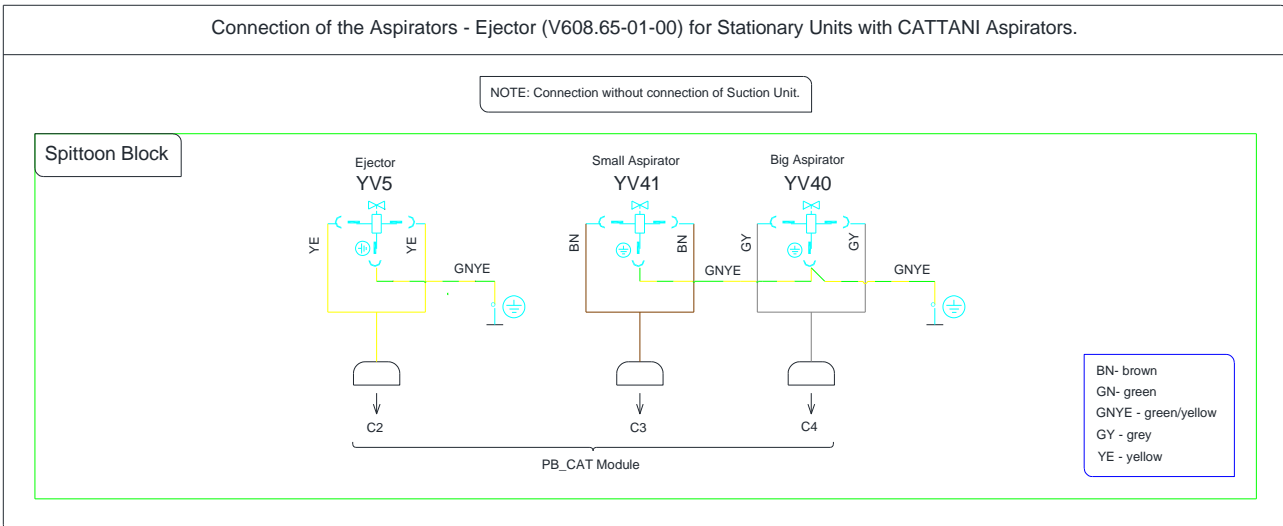 Connection of the Aspirators - Ejector (V608.65-01-00) for Stationary Units with CATTANI Aspirators.
NOTE: Connection without connection of Suction Unit.
Spittoon Block
Ejector
YV5
Small Aspirator
YV41
Big Aspirator
YV40
YE
YE
BN
BN
GY
GY
GNYE
GNYE
GNYE
C2
C3
C4
PB_CAT Module
BN- brown
GN- green
GNYE - green/yellow
GY - grey
YE - yellow